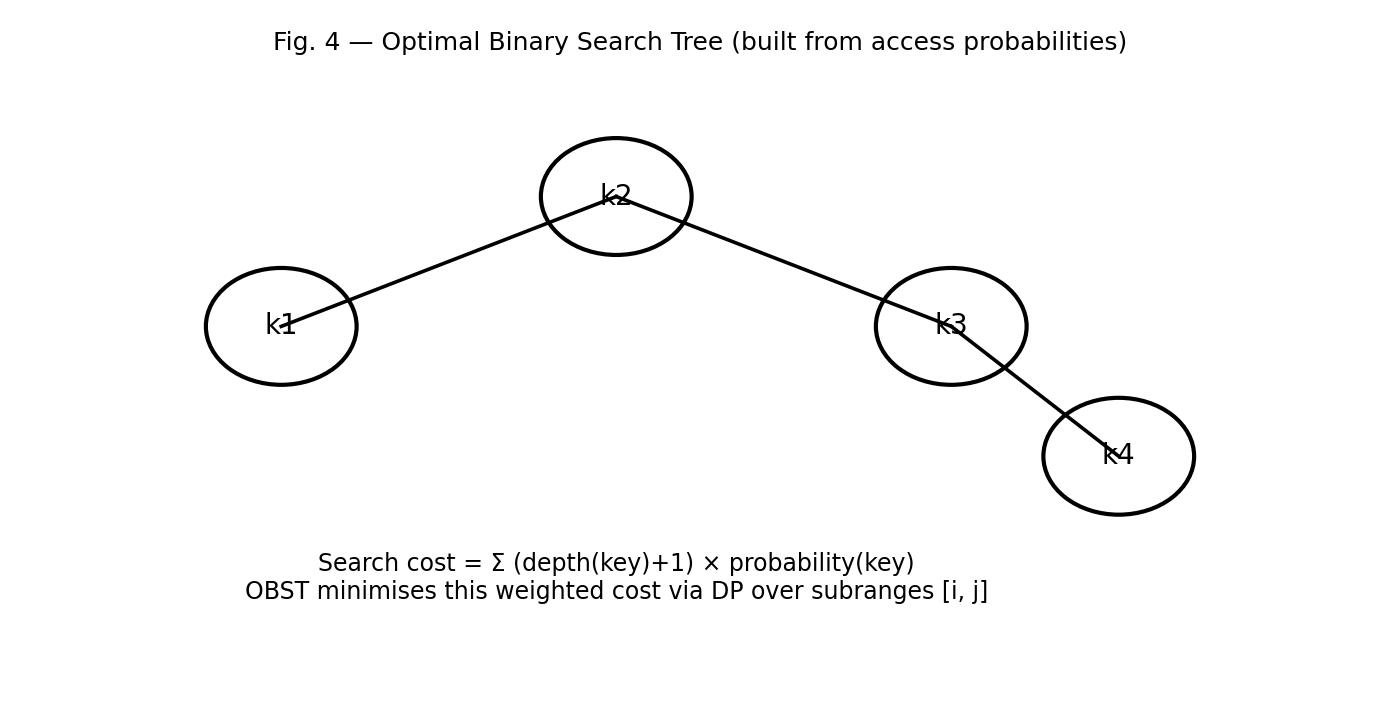 Fig. 4 — Optimal Binary Search Tree (built from access probabilities)
k2
k1
k3
k4
Search cost = Σ (depth(key)+1) × probability(key)
OBST minimises this weighted cost via DP over subranges [i, j]